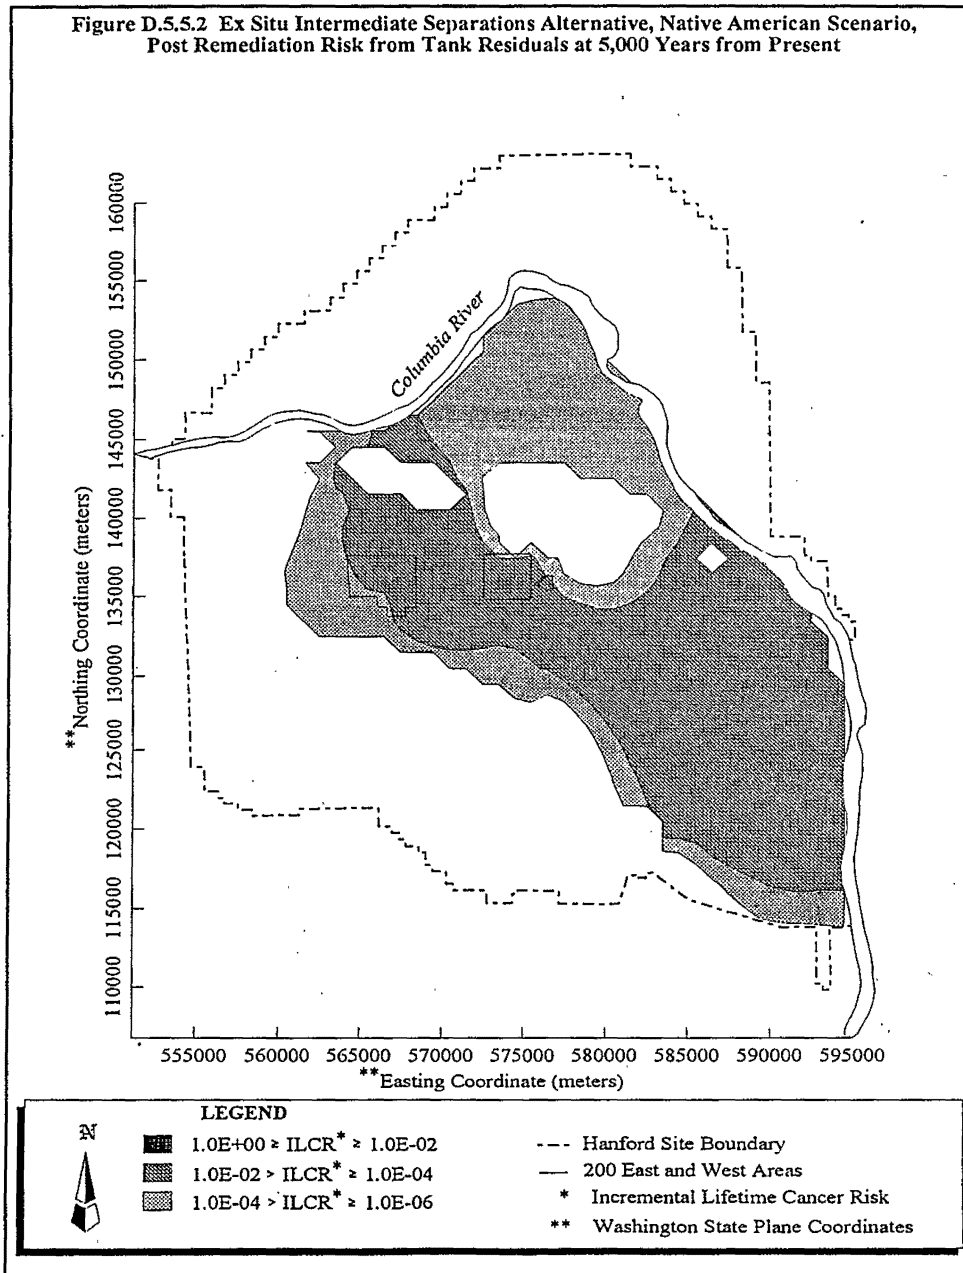 Figure D.5.5.2 Ex Situ Intermediate Separations Alternative, Native American Scenario,
Post Remediation Risk from Tank Residuals at 5,000 Years from Present
Columbia River
**Northing Coordinate (meters)
160000
155000
150000
145000
140000
135000
130000
125000
120000
115000
110000
555000 560000 565000 570000 575000 580000 585000 590000 595000
**Easting Coordinate (meters)
LEGEND
N
1.0E+00 ≥ ILCR* ≥ 1.0E-02
1.0E-02 > ILCR* ≥ 1.0E-04
1.0E-04 > ILCR* ≥ 1.0E-06
Hanford Site Boundary
200 East and West Areas
* Incremental Lifetime Cancer Risk
** Washington State Plane Coordinates